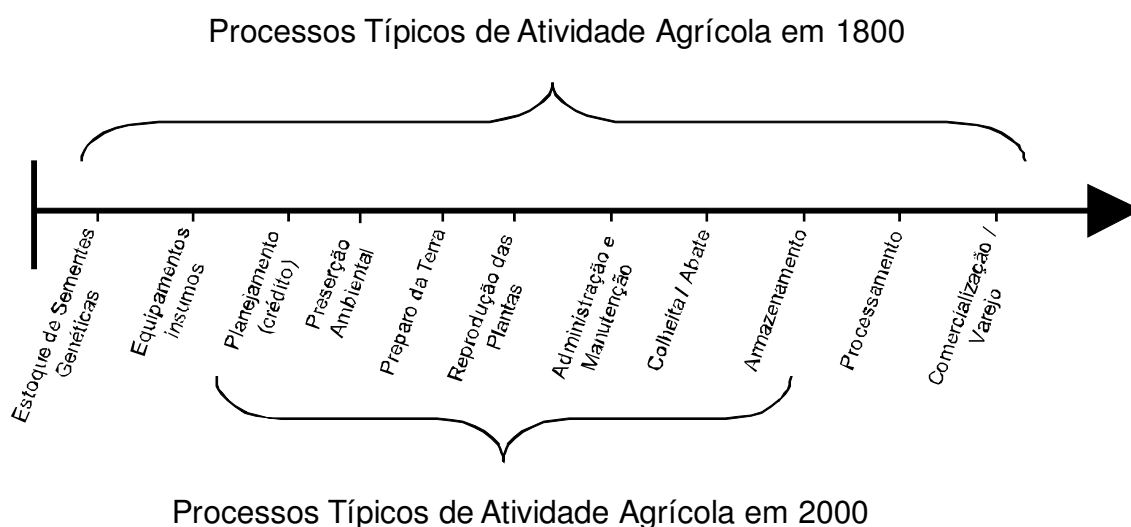 Processos Típicos de Atividade Agrícola em 1800
Estoque de Sementes
Genéticas
Equipamentos
insumos
Planejamento
(crédito)
Preserção
Ambiental
Preparo da Terra
Reprodução das
Plantas
Administração e
Manutenção
Colheita / Abate
Armazenamento
Processamento
Comercialização /
Varejo
Processos Típicos de Atividade Agrícola em 2000